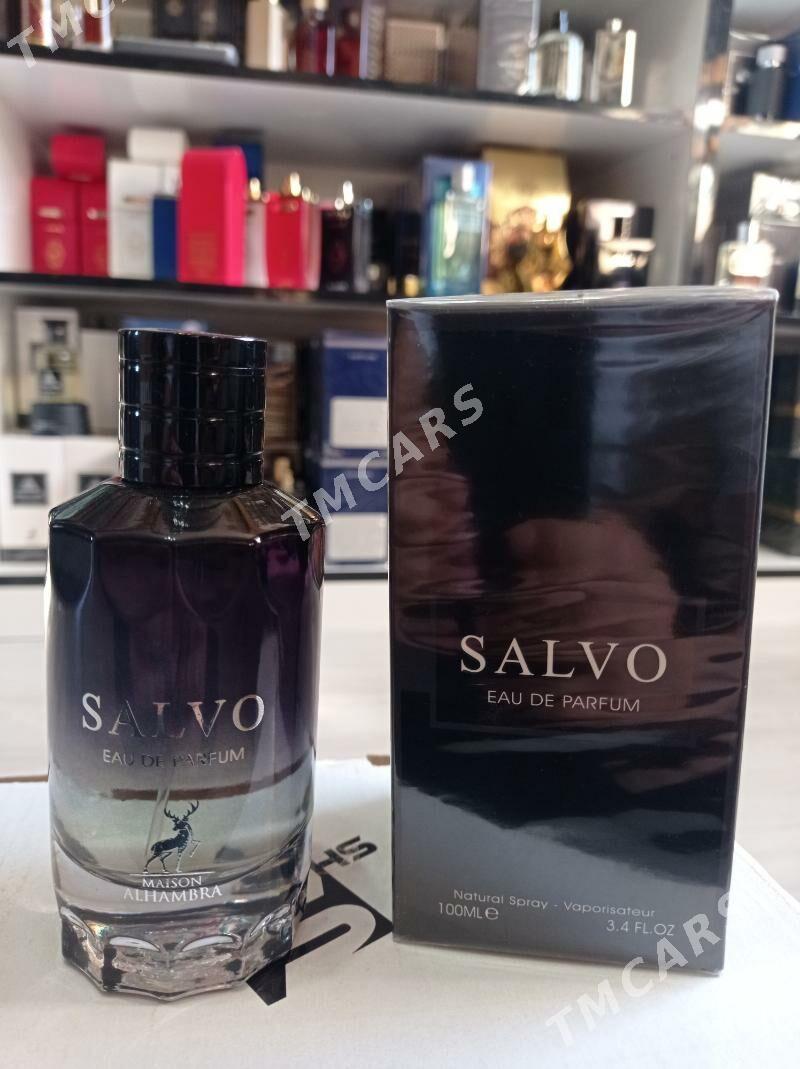 TMCARS
TMCARS
SALVO
EAU DE PARFUM
MAISON
ALHAMBRA
SALVO
EAU DE PARFUM
Natural Spray - Vaporisateur
100ML e
3.4 FL.OZ
TMCARS